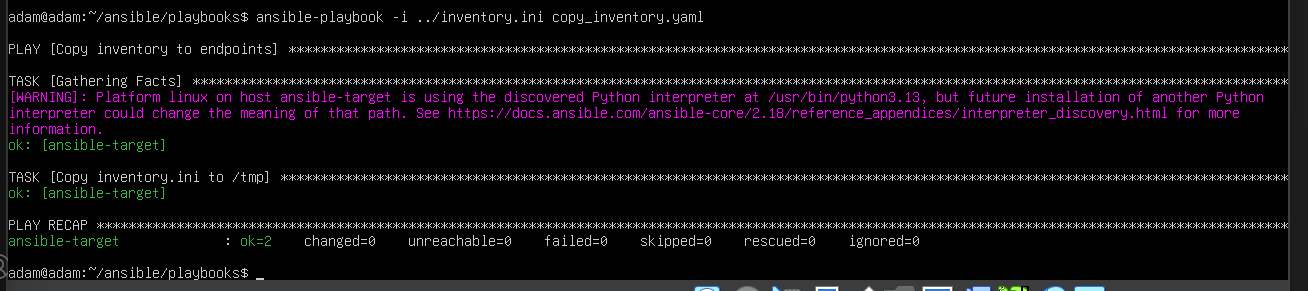 adam@adam:~/ansible/playbooks$ ansible-playbook -i ../inventory.ini copy_inventory.yaml
PLAY [Copy inventory to endpoints] ****************************************************************************************************************************
TASK [Gathering Facts] ****************************************************************************************************************************************
[WARNING]: Platform linux on host ansible-target is using the discovered Python interpreter at /usr/bin/python3.13, but future installation of another Python
interpreter could change the meaning of that path. See https://docs.ansible.com/ansible-core/2.18/reference_appendices/interpreter_discovery.html for more
information.
ok: [ansible-target]
TASK [Copy inventory.ini to /tmp] *****************************************************************************************************************************
ok: [ansible-target]
PLAY RECAP ****************************************************************************************************************************************************
ansible-target             : ok=2    changed=0    unreachable=0    failed=0    skipped=0    rescued=0    ignored=0
adam@adam:~/ansible/playbooks$ _